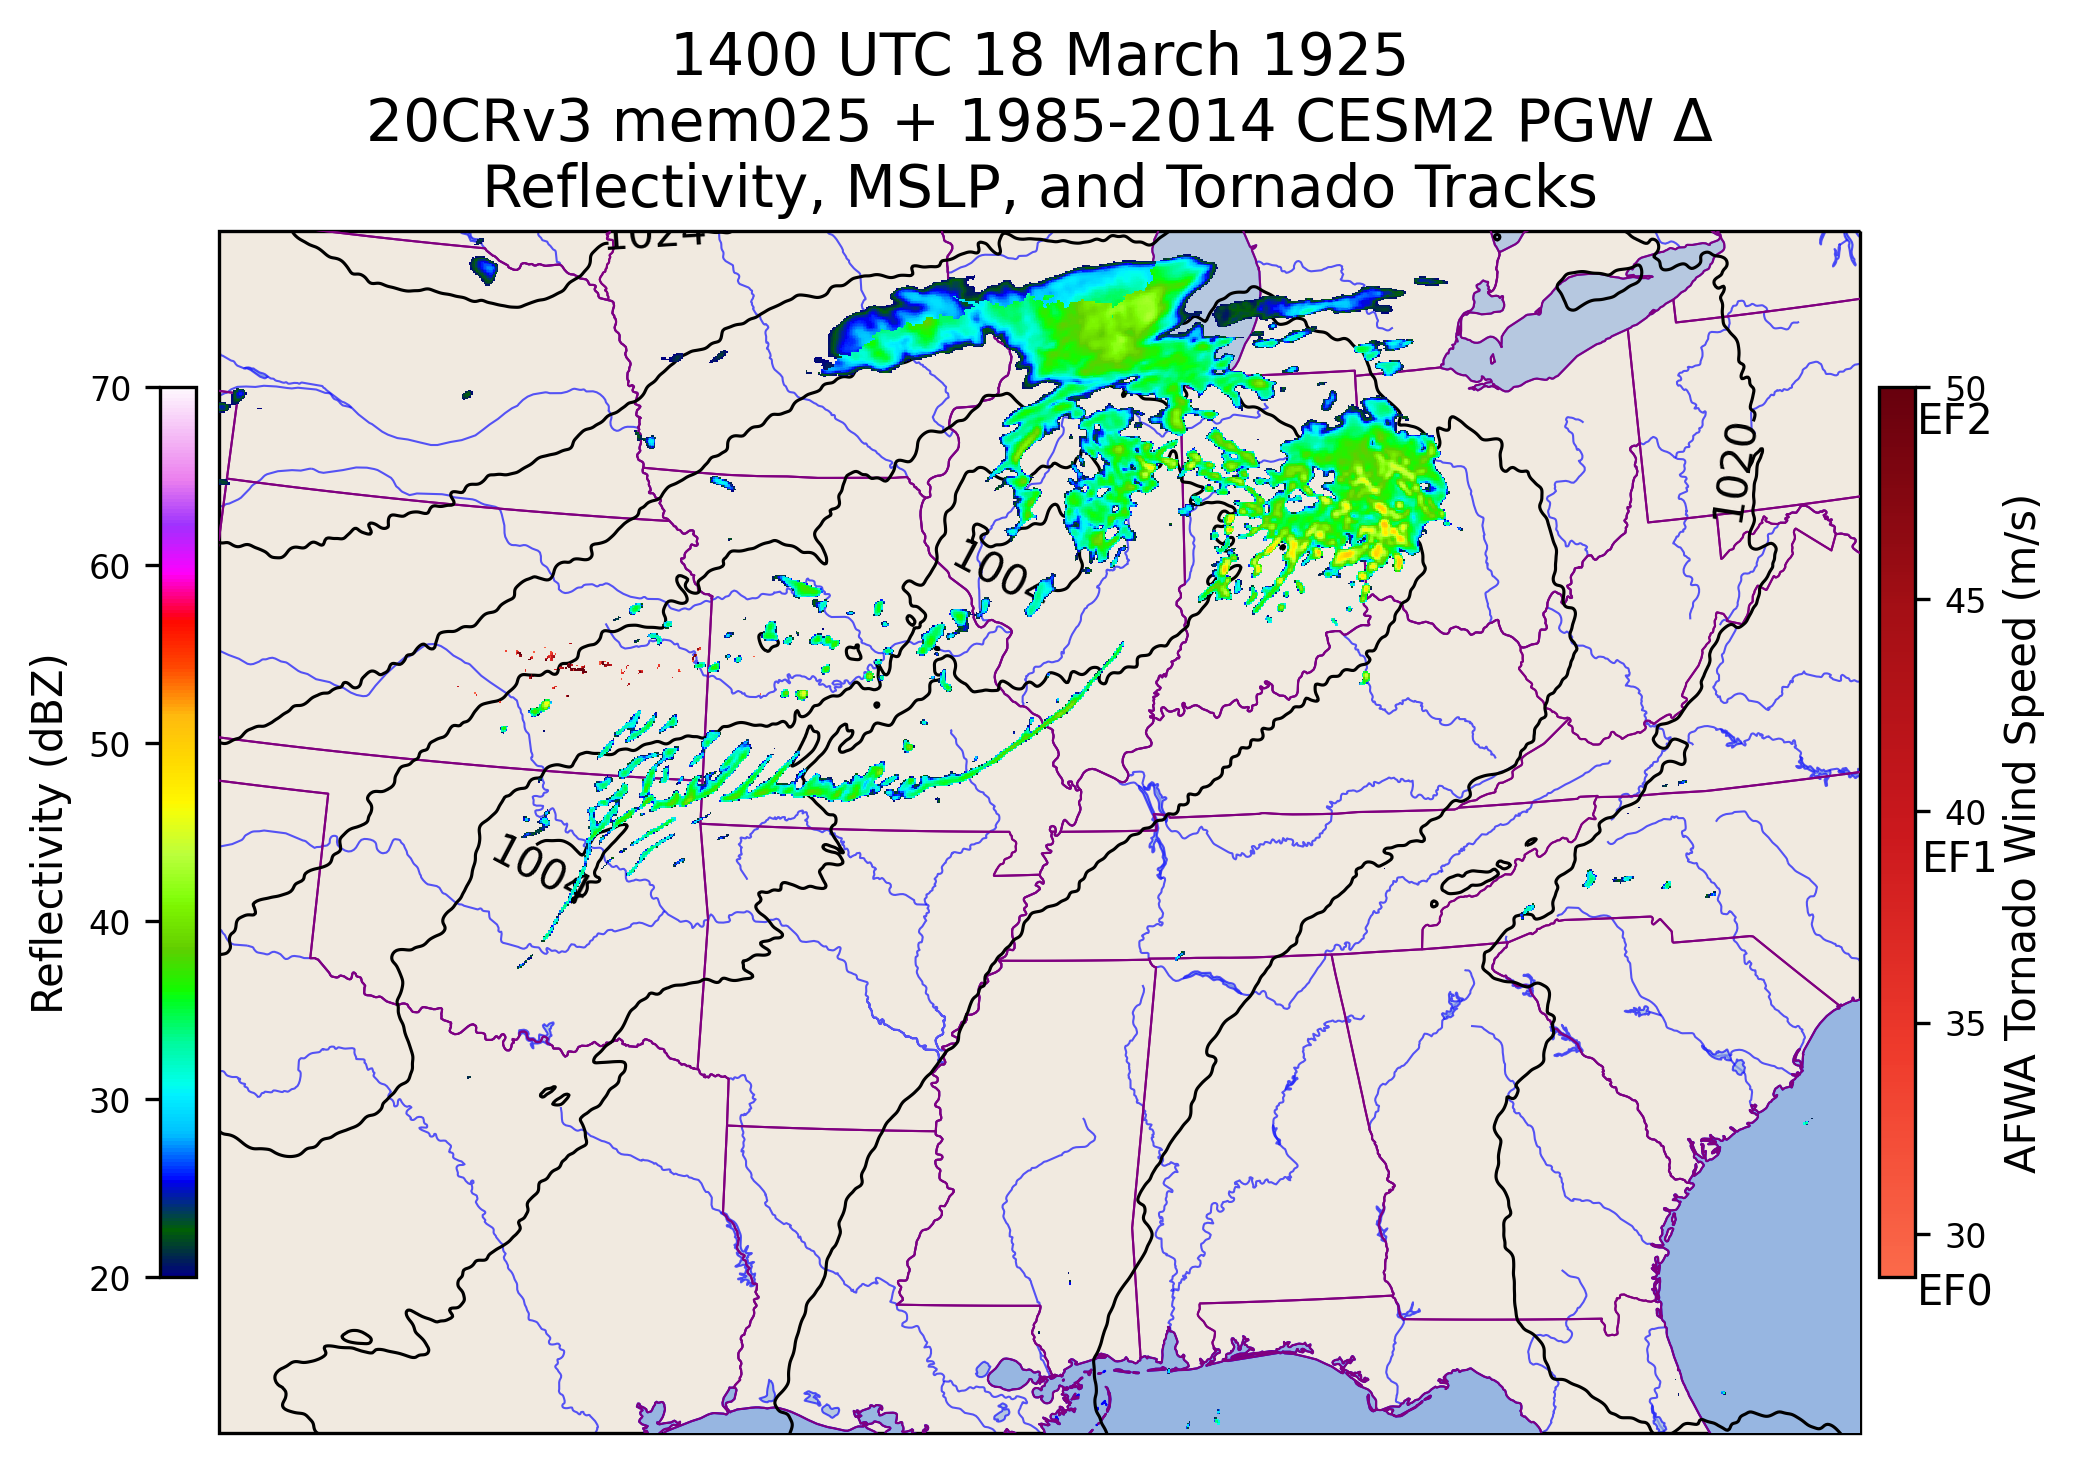 1400 UTC 18 March 1925
20CRv3 mem025 + 1985-2014 CESM2 PGW Δ
Reflectivity, MSLP, and Tornado Tracks
1024
1020
1004
1004
70
60
50
40
30
20
Reflectivity (dBZ)
50
EF2
45
40
EF1
35
30
EF0
AFWA Tornado Wind Speed (m/s)